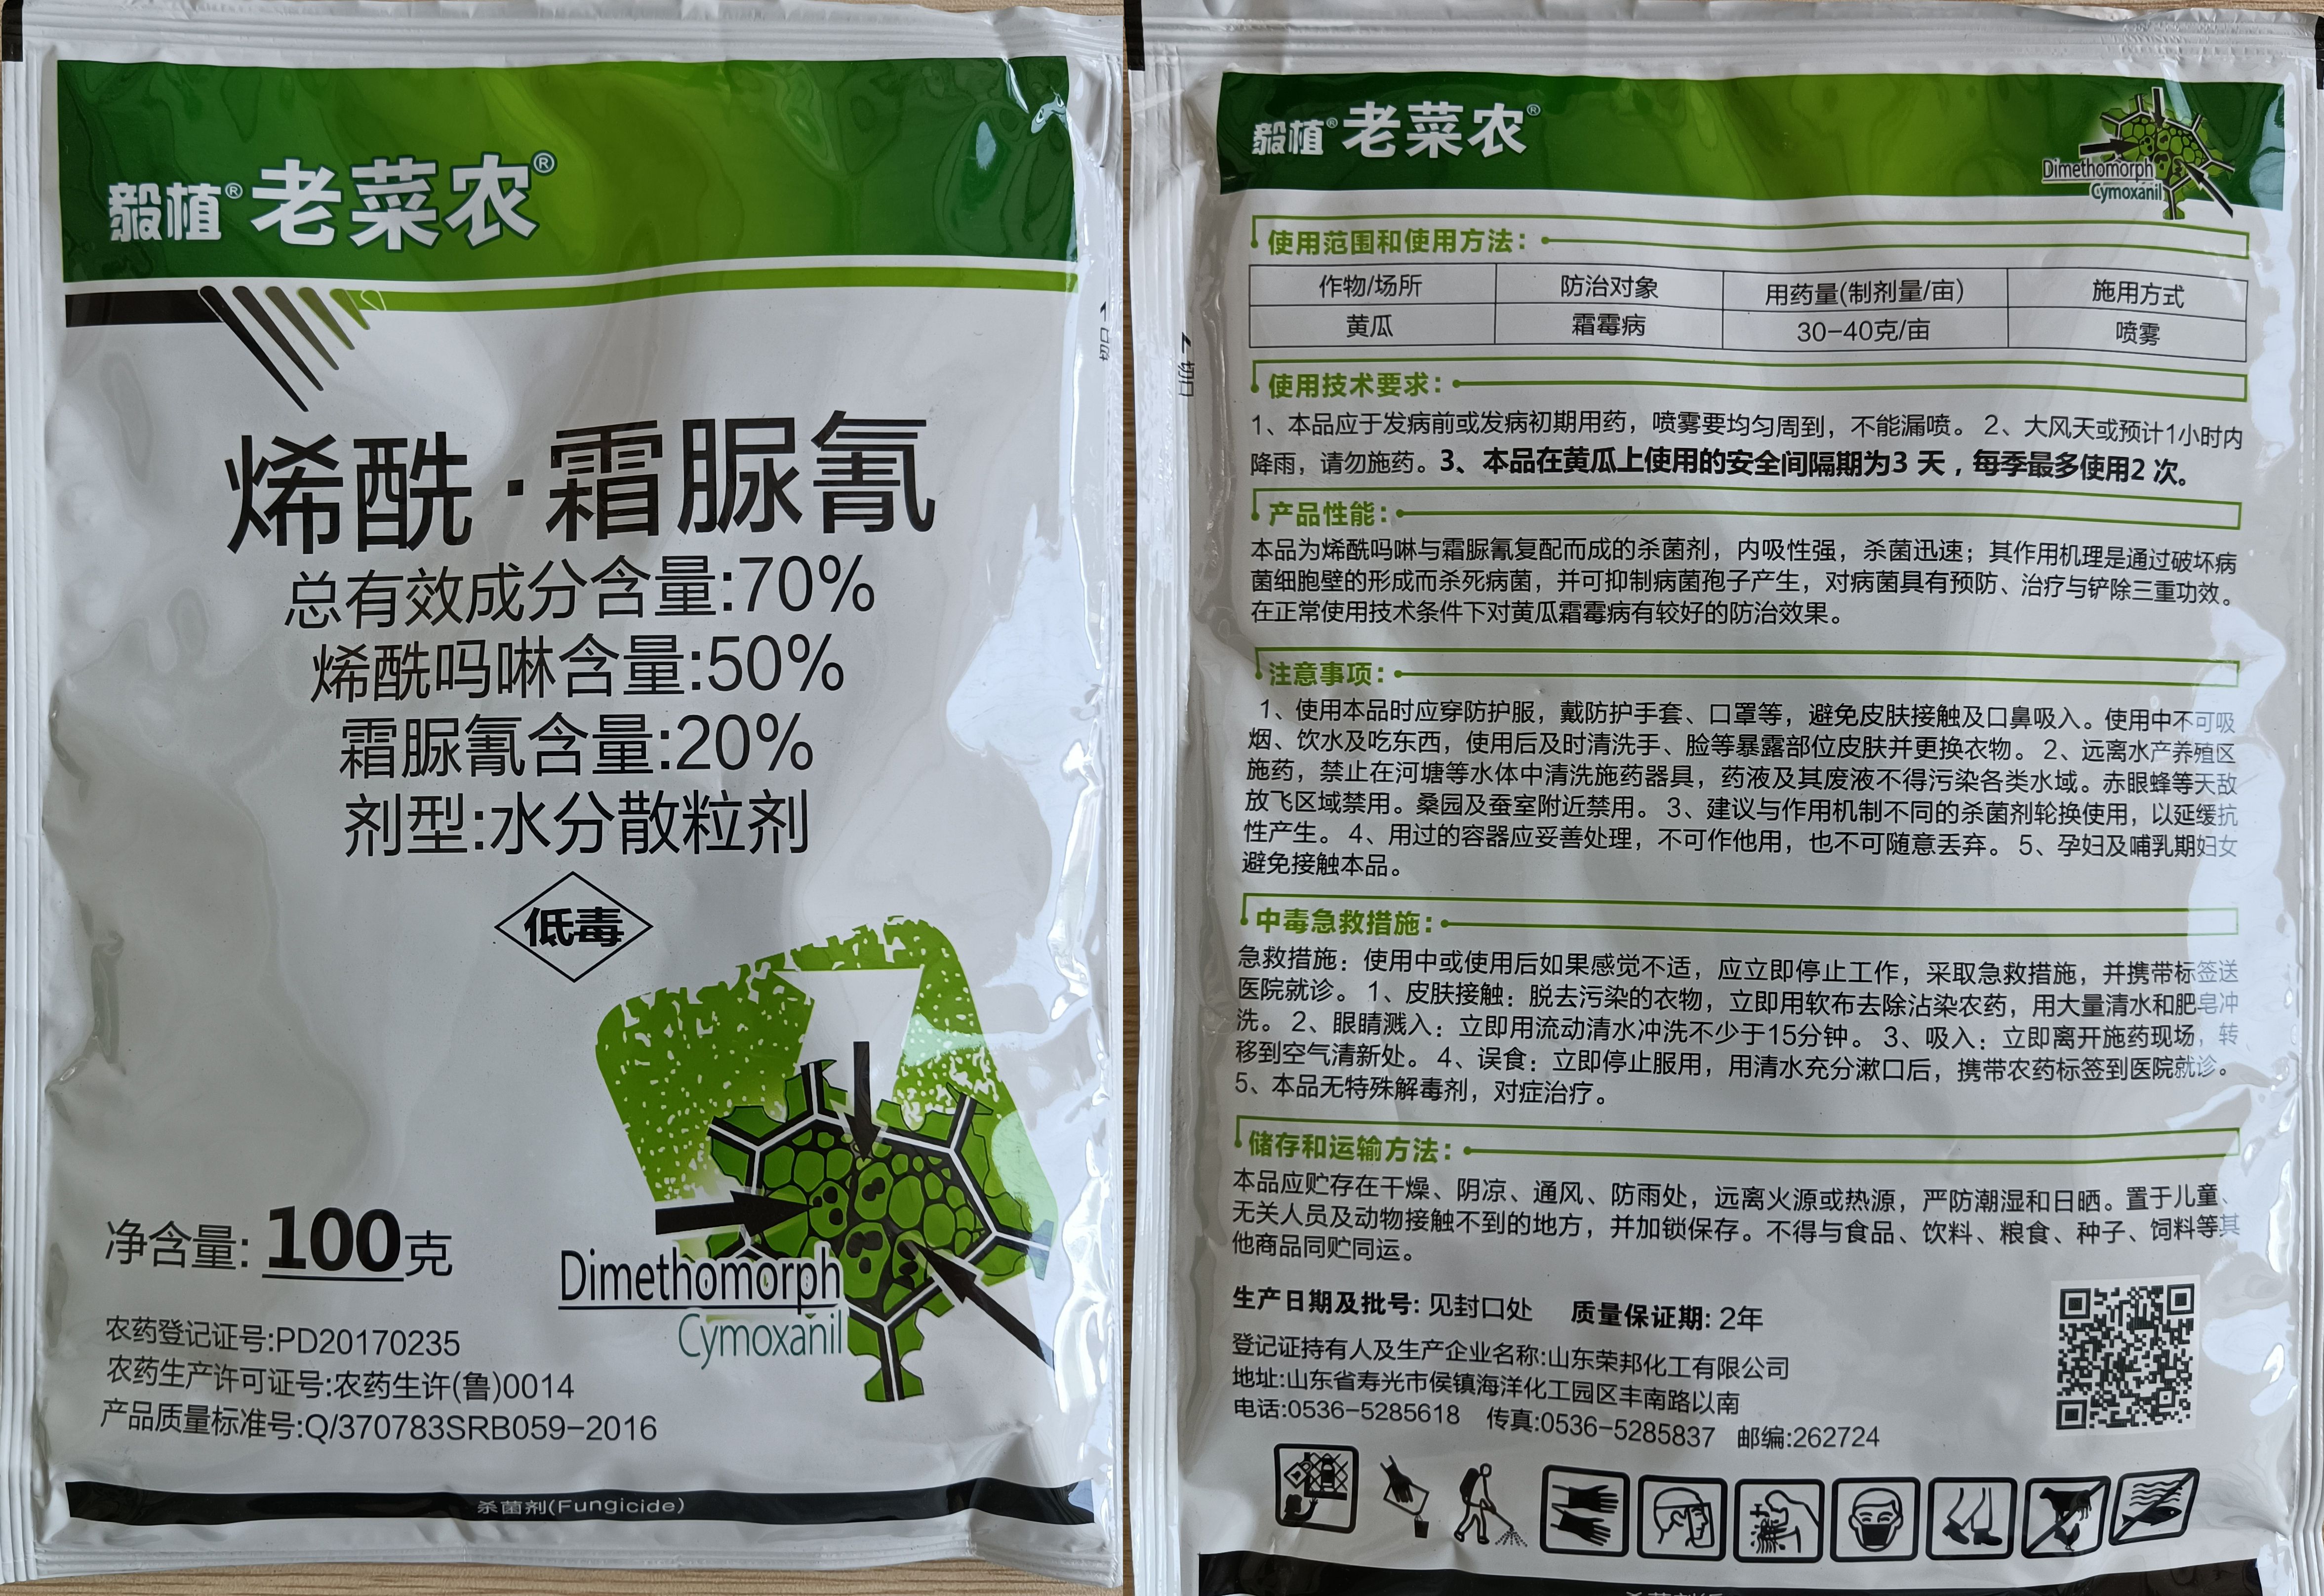 毅植®老菜农®
烯酰·霜脲氰
总有效成分含量:70%
烯酰吗啉含量:50%
霜脲氰含量:20%
剂型:水分散粒剂
低毒
净含量: 100克
Dimethomorph
Cymoxanil
农药登记证号:PD20170235
农药生产许可证号:农药生许(鲁)0014
产品质量标准号:Q/370783SRB059-2016
杀菌剂(Fungicide)
毅植®老菜农®
Dimethomorph
Cymoxanil
切口
使用范围和使用方法:
作物/场所 防治对象 用药量(制剂量/亩) 施用方式
黄瓜 霜霉病 30-40克/亩 喷雾
使用技术要求:
1、本品应于发病前或发病初期用药，喷雾要均匀周到，不能漏喷。2、大风天或预计1小时内
降雨，请勿施药。3、本品在黄瓜上使用的安全间隔期为3 天，每季最多使用2 次。
产品性能:
本品为烯酰吗啉与霜脲氰复配而成的杀菌剂，内吸性强，杀菌迅速；其作用机理是通过破坏病
菌细胞壁的形成而杀死病菌，并可抑制病菌孢子产生，对病菌具有预防、治疗与铲除三重功效。
在正常使用技术条件下对黄瓜霜霉病有较好的防治效果。
注意事项:
1、使用本品时应穿防护服，戴防护手套、口罩等，避免皮肤接触及口鼻吸入。使用中不可吸
烟、饮水及吃东西，使用后及时清洗手、脸等暴露部位皮肤并更换衣物。2、远离水产养殖区
施药，禁止在河塘等水体中清洗施药器具，药液及其废液不得污染各类水域。赤眼蜂等天敌
放飞区域禁用。桑园及蚕室附近禁用。3、建议与作用机制不同的杀菌剂轮换使用，以延缓抗
性产生。4、用过的容器应妥善处理，不可作他用，也不可随意丢弃。5、孕妇及哺乳期妇女
避免接触本品。
中毒急救措施:
急救措施：使用中或使用后如果感觉不适，应立即停止工作，采取急救措施，并携带标签送
医院就诊。1、皮肤接触：脱去污染的衣物，立即用软布去除沾染农药，用大量清水和肥皂冲
洗。2、眼睛溅入：立即用流动清水冲洗不少于15分钟。3、吸入：立即离开施药现场，转
移到空气清新处。4、误食：立即停止服用，用清水充分漱口后，携带农药标签到医院就诊。
5、本品无特殊解毒剂，对症治疗。
储存和运输方法:
本品应贮存在干燥、阴凉、通风、防雨处，远离火源或热源，严防潮湿和日晒。置于儿童、
无关人员及动物接触不到的地方，并加锁保存。不得与食品、饮料、粮食、种子、饲料等其
他商品同贮同运。
生产日期及批号: 见封口处 质量保证期: 2年
登记证持有人及生产企业名称:山东荣邦化工有限公司
地址:山东省寿光市侯镇海洋化工园区丰南路以南
电话:0536-5285618 传真:0536-5285837 邮编:262724